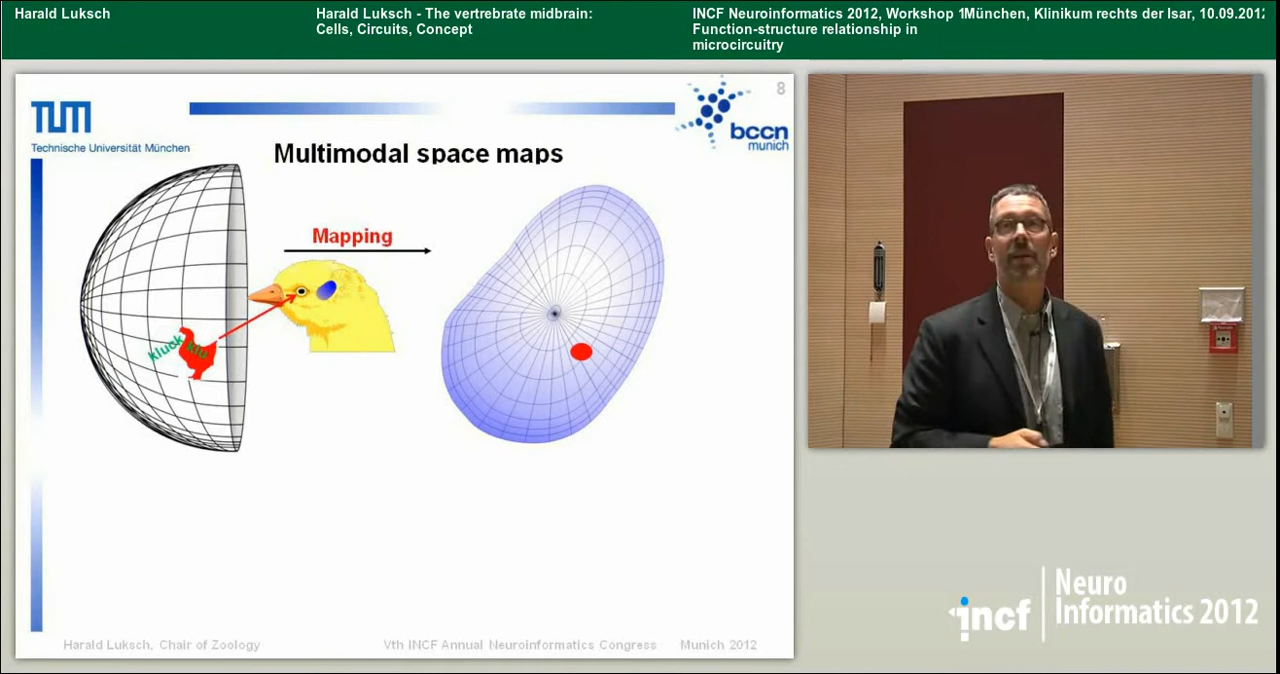 Harald Luksch
Harald Luksch - The vertrebrate midbrain:
Cells, Circuits, Concept
INCF Neuroinformatics 2012, Workshop 1München, Klinikum rechts der Isar, 10.09.2012
Function-structure relationship in
microcircuitry
8
TUM
Technische Universität München
bccn
munich
Multimodal space maps
Mapping
kluck klu
Harald Luksch, Chair of Zoology
Vth INCF Annual Neuroinformatics Congress
Munich 2012
incf
Neuro
Informatics 2012